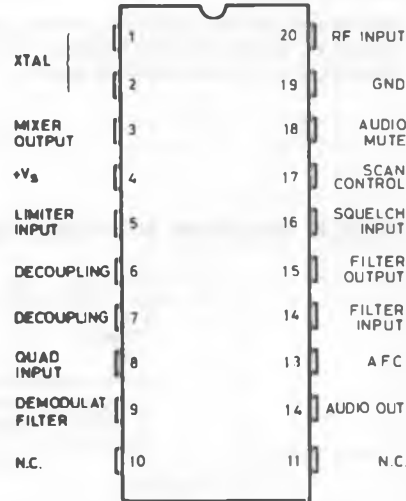 1 20 RF INPUT
XTAL
2 19 GND
MIXER
OUTPUT
3 18 AUDIO
MUTE
+Vs 4 17 SCAN
CONTROL
LIMITER
INPUT
5 16 SQUELCH
INPUT
DECOUPLING 6 15 FILTER
OUTPUT
DECOUPLING 7 14 FILTER
INPUT
QUAD
INPUT
8 13 AFC
DEMODULAT
FILTER
9 14 AUDIO OUT
N.C. 10 11 N.C.